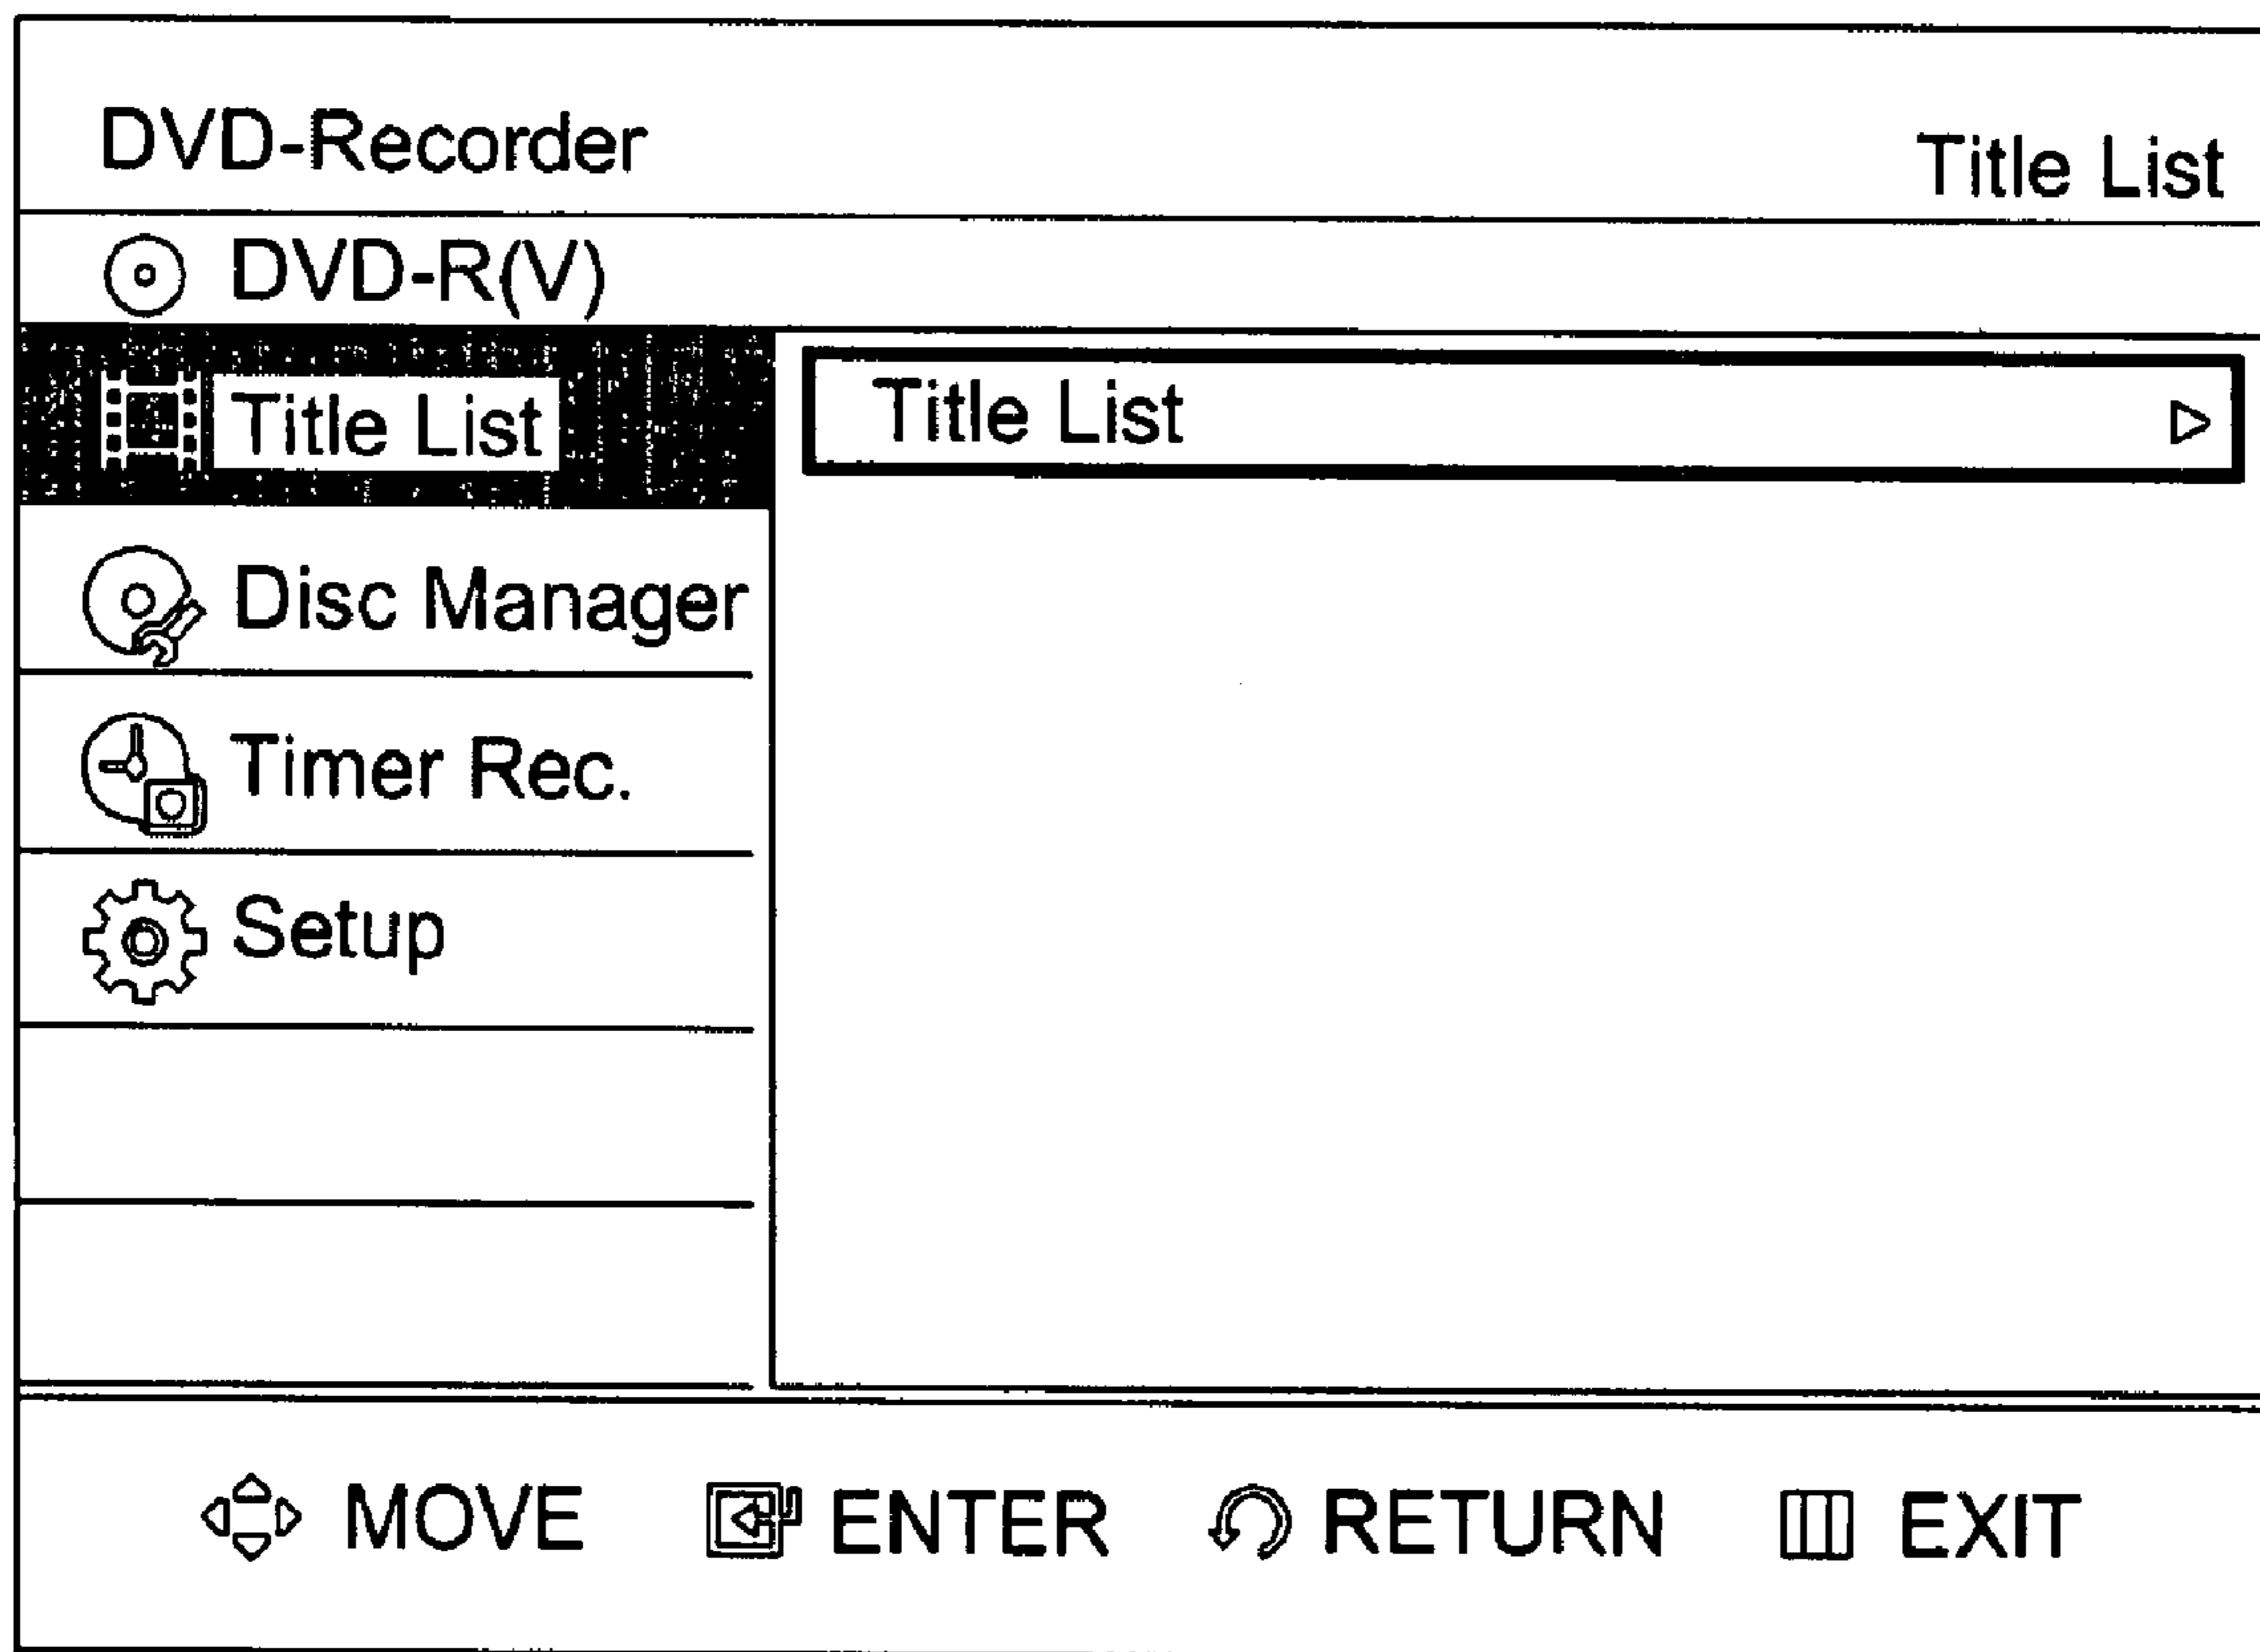 DVD-Recorder Title List
DVD-R(V)
Title List Title List
Disc Manager
Timer Rec.
Setup
MOVE ENTER RETURN EXIT